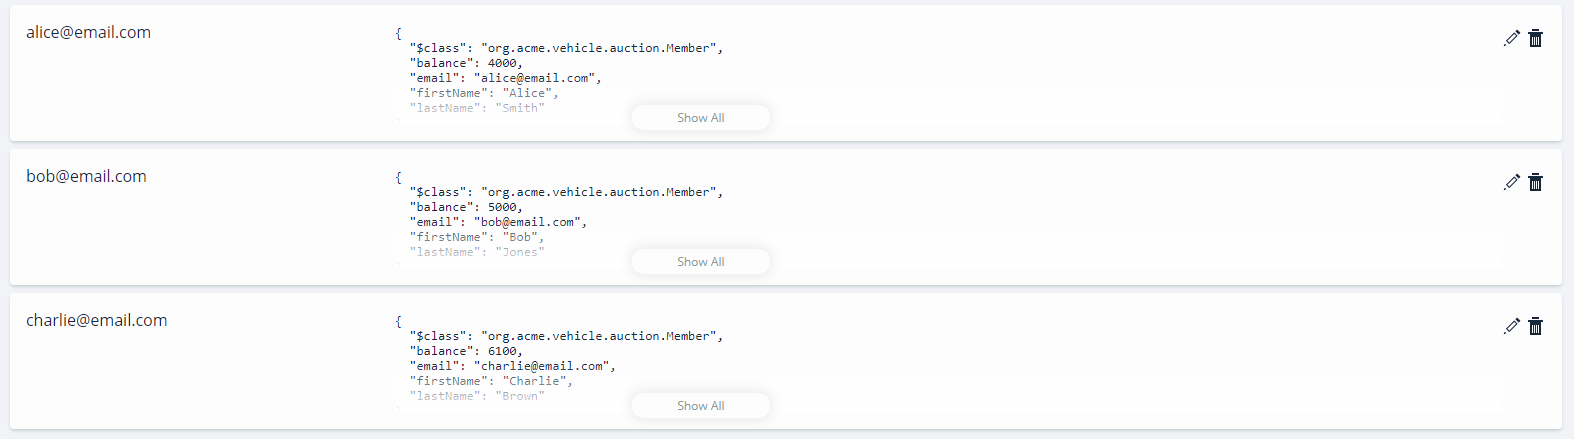 alice@email.com
{
"$class": "org.acme.vehicle.auction.Member",
"balance": 4000,
"email": "alice@email.com",
"firstName": "Alice",
"lastName": "Smith"
Show All
bob@email.com
{
"$class": "org.acme.vehicle.auction.Member",
"balance": 5000,
"email": "bob@email.com",
"firstName": "Bob",
"lastName": "Jones"
Show All
charlie@email.com
{
"$class": "org.acme.vehicle.auction.Member",
"balance": 6100,
"email": "charlie@email.com",
"firstName": "Charlie",
"lastName": "Brown"
Show All